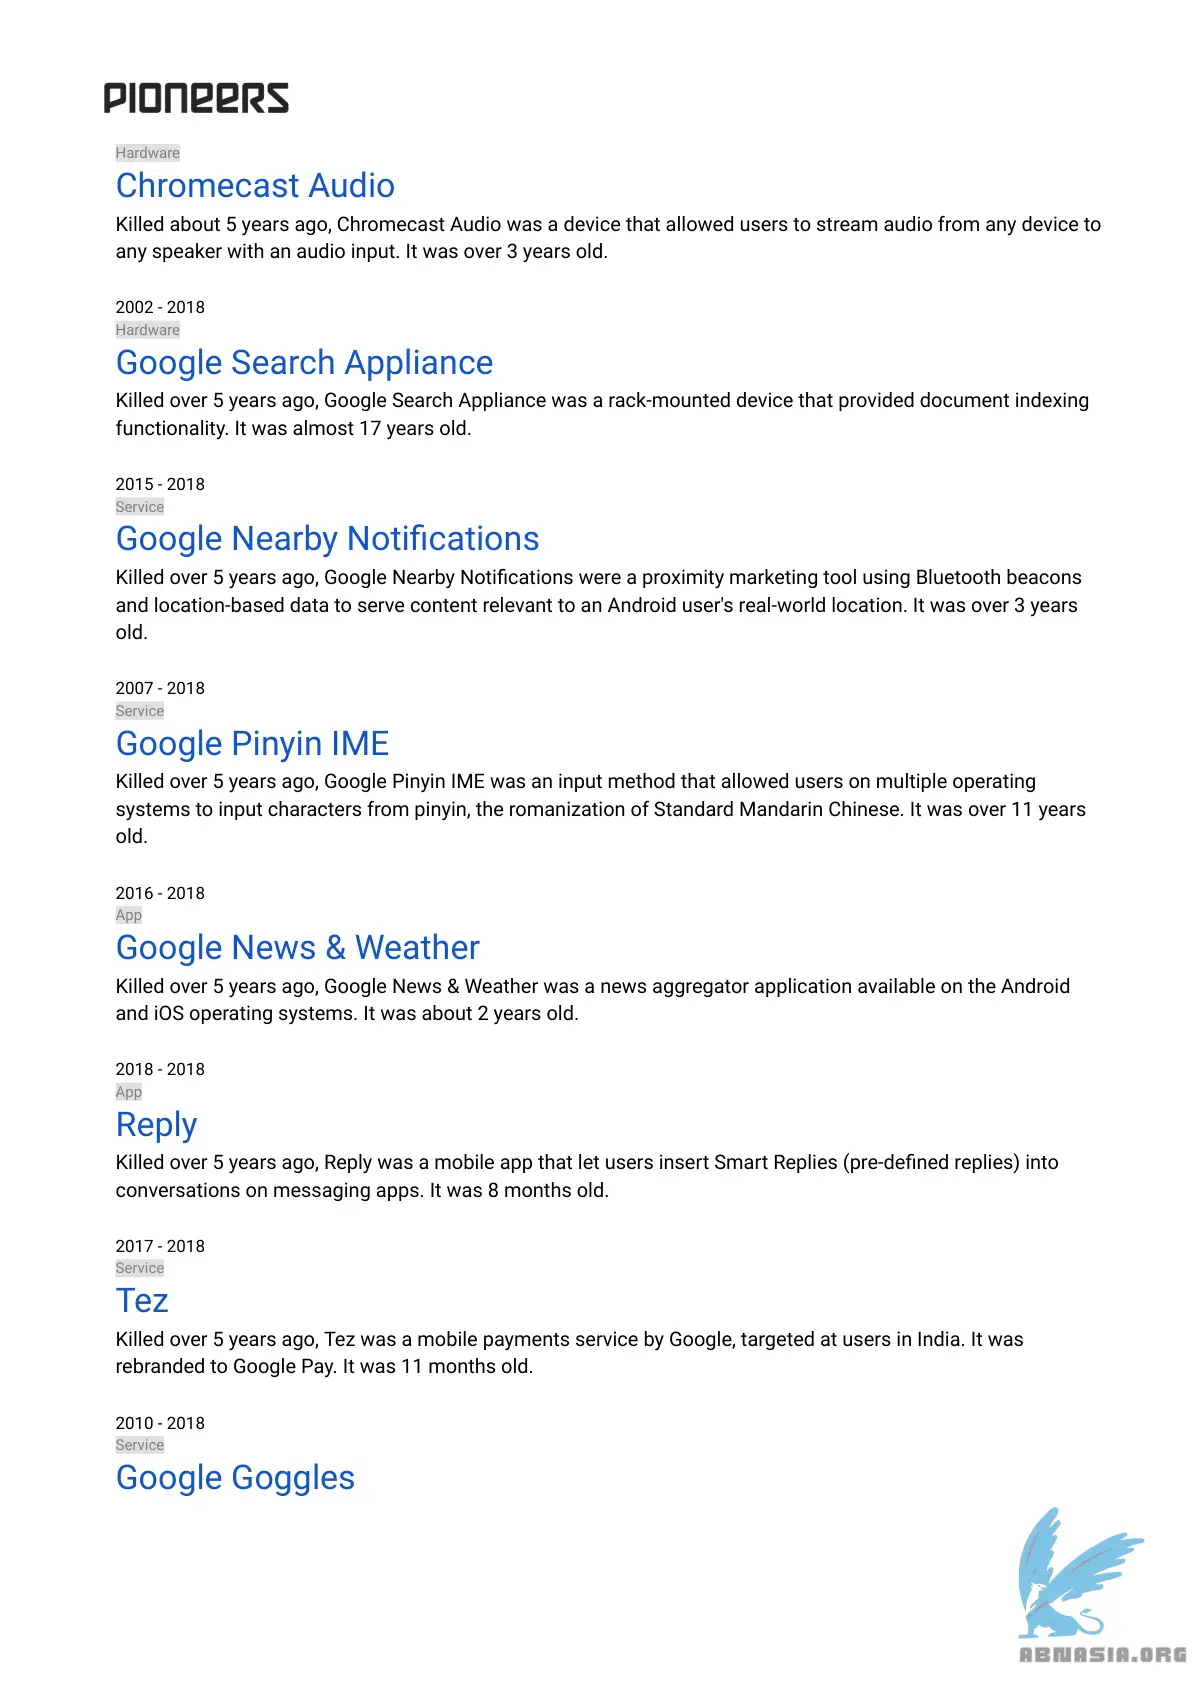 PIONEERS
Hardware
Chromecast Audio
Killed about 5 years ago, Chromecast Audio was a device that allowed users to stream audio from any device to
any speaker with an audio input. It was over 3 years old.
2002 - 2018
Hardware
Google Search Appliance
Killed over 5 years ago, Google Search Appliance was a rack-mounted device that provided document indexing
functionality. It was almost 17 years old.
2015 - 2018
Service
Google Nearby Notifications
Killed over 5 years ago, Google Nearby Notifications were a proximity marketing tool using Bluetooth beacons
and location-based data to serve content relevant to an Android user's real-world location. It was over 3 years
old.
2007 - 2018
Service
Google Pinyin IME
Killed over 5 years ago, Google Pinyin IME was an input method that allowed users on multiple operating
systems to input characters from pinyin, the romanization of Standard Mandarin Chinese. It was over 11 years
old.
2016 - 2018
App
Google News & Weather
Killed over 5 years ago, Google News & Weather was a news aggregator application available on the Android
and iOS operating systems. It was about 2 years old.
2018 - 2018
App
Reply
Killed over 5 years ago, Reply was a mobile app that let users insert Smart Replies (pre-defined replies) into
conversations on messaging apps. It was 8 months old.
2017 - 2018
Service
Tez
Killed over 5 years ago, Tez was a mobile payments service by Google, targeted at users in India. It was
rebranded to Google Pay. It was 11 months old.
2010 - 2018
Service
Google Goggles
ABNASIA.ORG